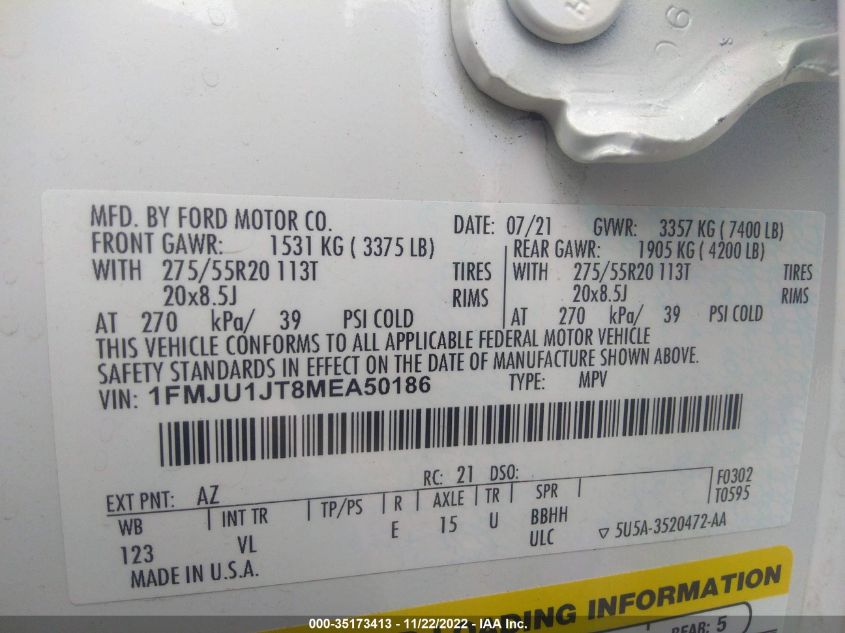 H
90
MFD. BY FORD MOTOR CO. DATE: 07/21 GVWR: 3357 KG ( 7400 LB)
FRONT GAWR: 1531 KG ( 3375 LB) REAR GAWR: 1905 KG ( 4200 LB)
WITH 275/55R20 113T TIRES WITH 275/55R20 113T TIRES
20x8.5J RIMS 20x8.5J RIMS
AT 270 kPa/ 39 PSI COLD AT 270 kPa/ 39 PSI COLD
THIS VEHICLE CONFORMS TO ALL APPLICABLE FEDERAL MOTOR VEHICLE
SAFETY STANDARDS IN EFFECT ON THE DATE OF MANUFACTURE SHOWN ABOVE.
VIN: 1FMJU1JT8MEA50186 TYPE: MPV
RC: 21 DSO: F0302
EXT PNT: AZ T0595
WB INT TR TP/PS R AXLE TR SPR
123 VL E 15 U BBHH
ULC ▽ 5U5A-3520472-AA
MADE IN U.S.A.
LOADING INFORMATION
REAR: 5
000-35173413 - 11/22/2022 - IAA Inc.